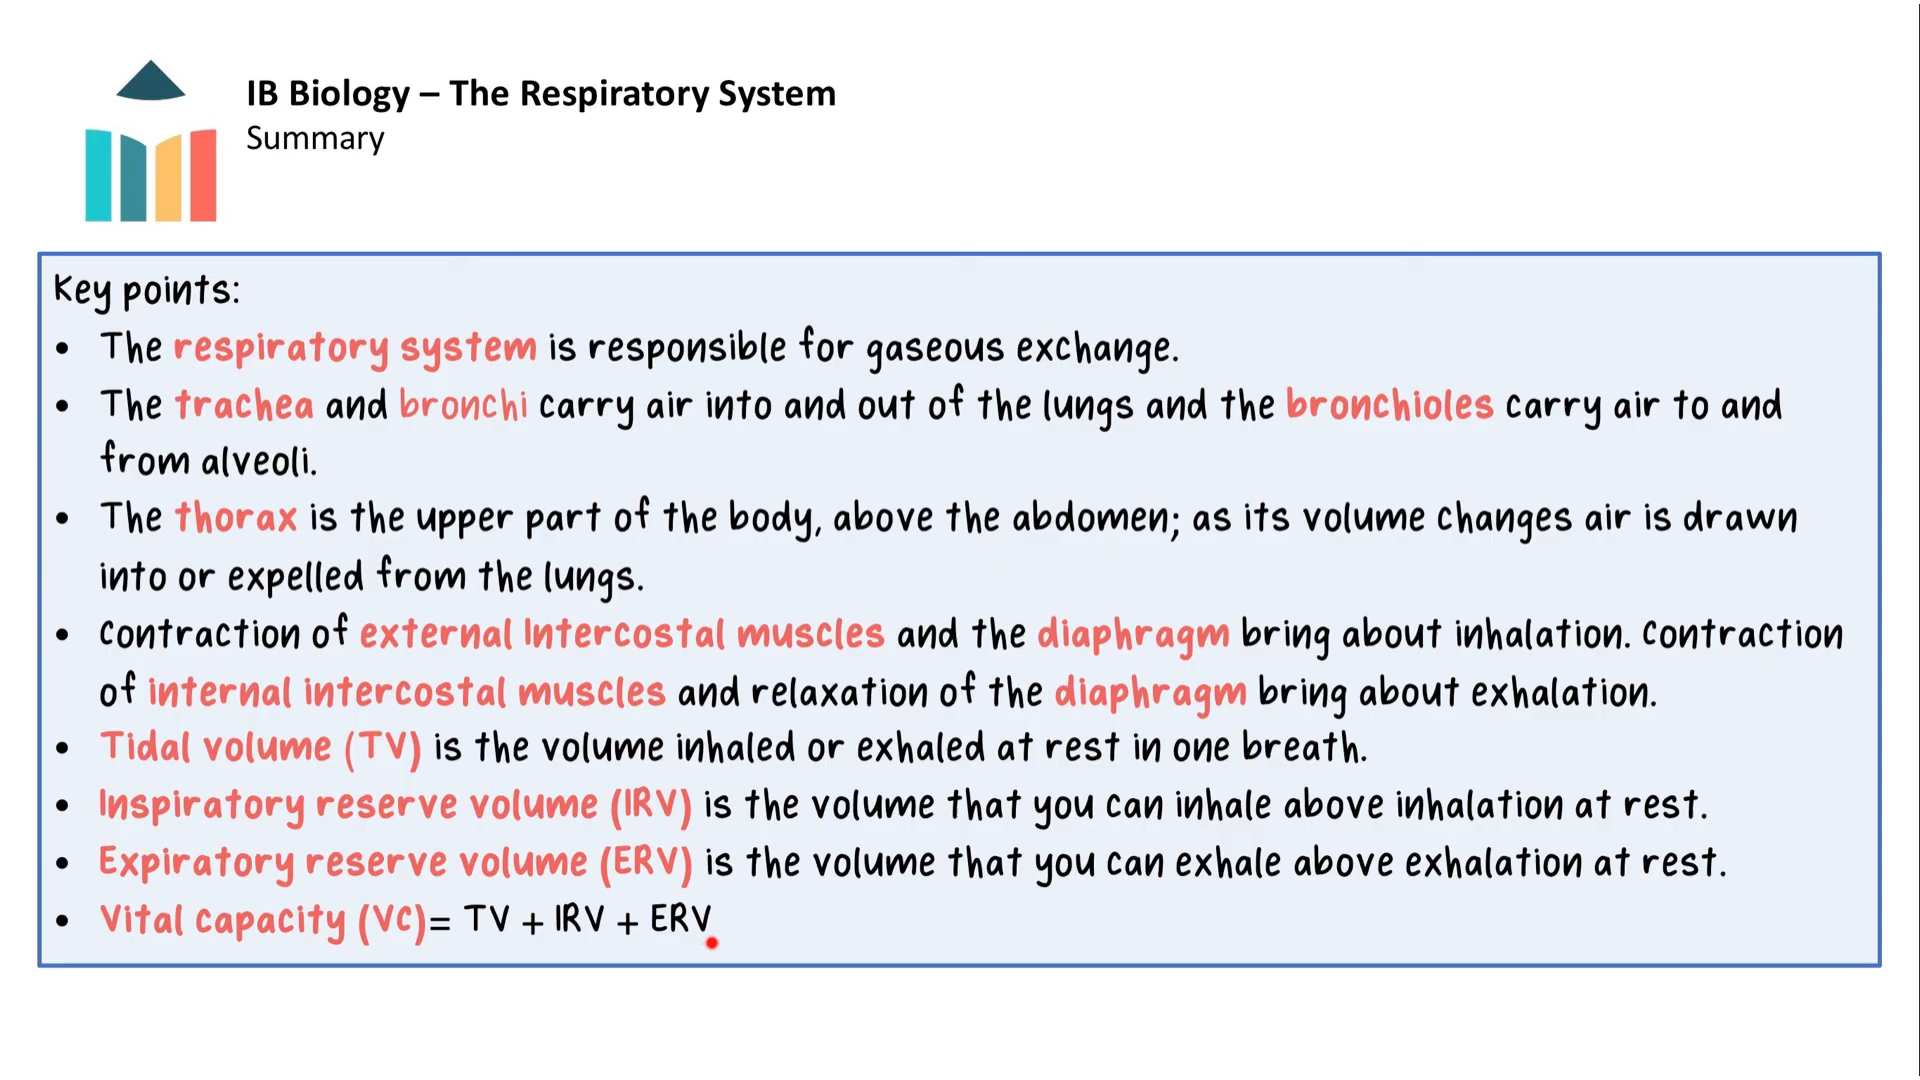 IB Biology – The Respiratory System
Summary
Key points:
• The respiratory system is responsible for gaseous exchange.
• The trachea and bronchi carry air into and out of the lungs and the bronchioles carry air to and
from alveoli.
• The thorax is the upper part of the body, above the abdomen; as its volume changes air is drawn
into or expelled from the lungs.
• Contraction of external Intercostal muscles and the diaphragm bring about inhalation. Contraction
of internal intercostal muscles and relaxation of the diaphragm bring about exhalation.
• Tidal volume (TV) is the volume inhaled or exhaled at rest in one breath.
• Inspiratory reserve volume (IRV) is the volume that you can inhale above inhalation at rest.
• Expiratory reserve volume (ERV) is the volume that you can exhale above exhalation at rest.
• Vital capacity (VC)= TV + IRV + ERV